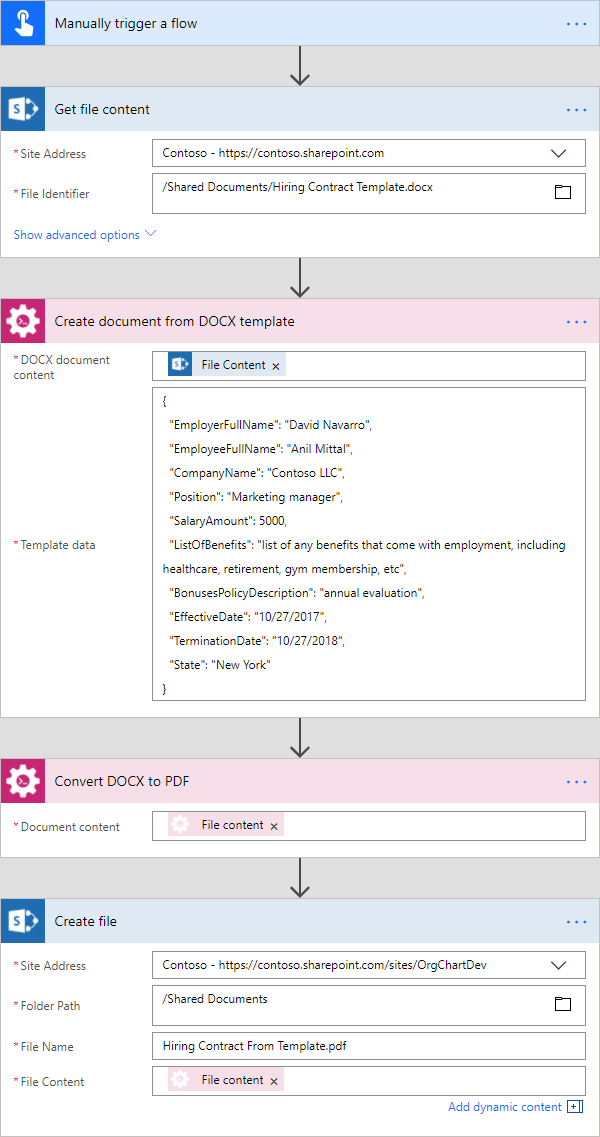 Manually trigger a flow
...
Get file content
...
* Site Address
Contoso - https://contoso.sharepoint.com
* File Identifier
/Shared Documents/Hiring Contract Template.docx
Show advanced options
Create document from DOCX template
...
* DOCX document
content
File Content ×
* Template data
{
"EmployerFullName": "David Navarro",
"EmployeeFullName": "Anil Mittal",
"CompanyName": "Contoso LLC",
"Position": "Marketing manager",
"SalaryAmount": 5000,
"ListOfBenefits": "list of any benefits that come with employment, including
healthcare, retirement, gym membership, etc",
"BonusesPolicyDescription": "annual evaluation",
"EffectiveDate": "10/27/2017",
"TerminationDate": "10/27/2018",
"State": "New York"
}
Convert DOCX to PDF
...
* Document content
File content ×
Create file
...
* Site Address
Contoso - https://contoso.sharepoint.com/sites/OrgChartDev
* Folder Path
/Shared Documents
* File Name
Hiring Contract From Template.pdf
* File Content
File content ×
Add dynamic content